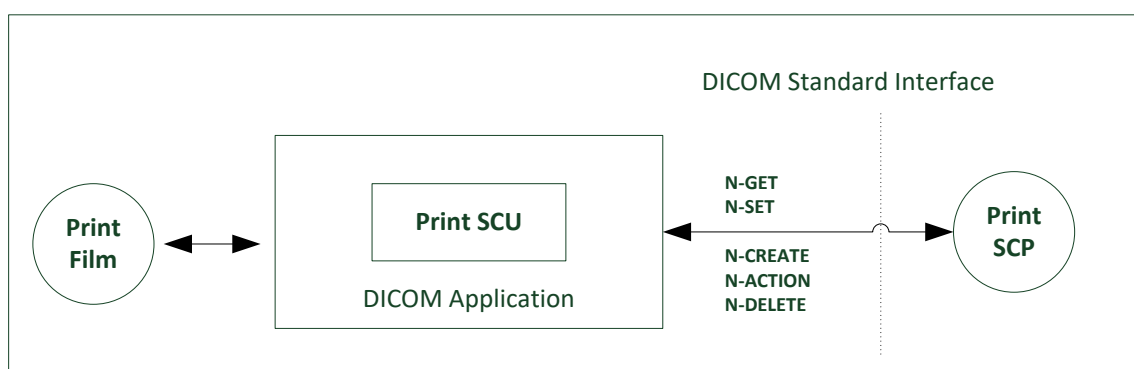 DICOM Standard Interface
Print
Film
Print SCU
DICOM Application
N-GET
N-SET
N-CREATE
N-ACTION
N-DELETE
Print
SCP